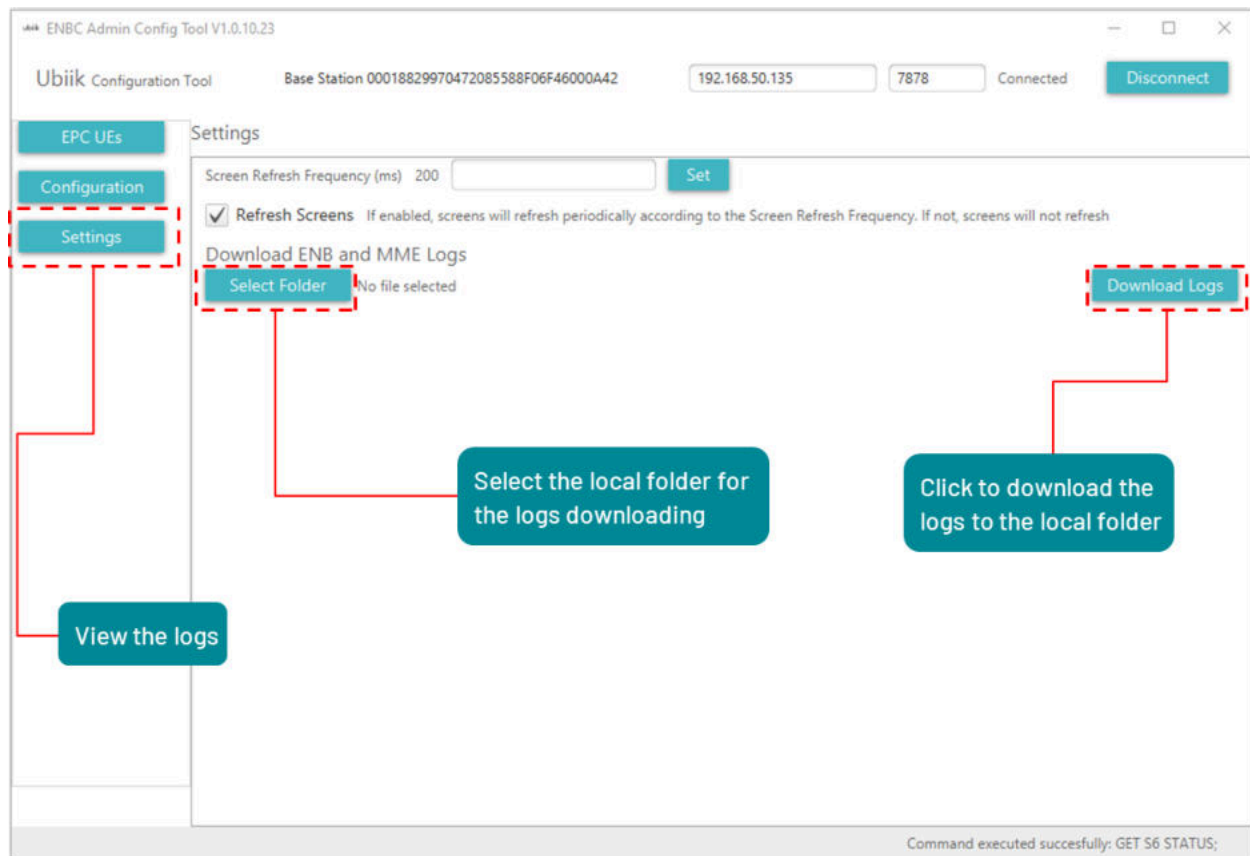 ubiik ENBC Admin Config Tool V1.0.10.23
Ubiik Configuration Tool Base Station 00018829970472085588F06F46000A42 192.168.50.135 7878 Connected Disconnect
EPC UEs
Configuration
Settings
Settings
Screen Refresh Frequency (ms) 200 Set
Refresh Screens If enabled, screens will refresh periodically according to the Screen Refresh Frequency. If not, screens will not refresh
Download ENB and MME Logs
Select Folder No file selected Download Logs
Select the local folder for
the logs downloading
Click to download the
logs to the local folder
View the logs
Command executed succesfully: GET S6 STATUS;